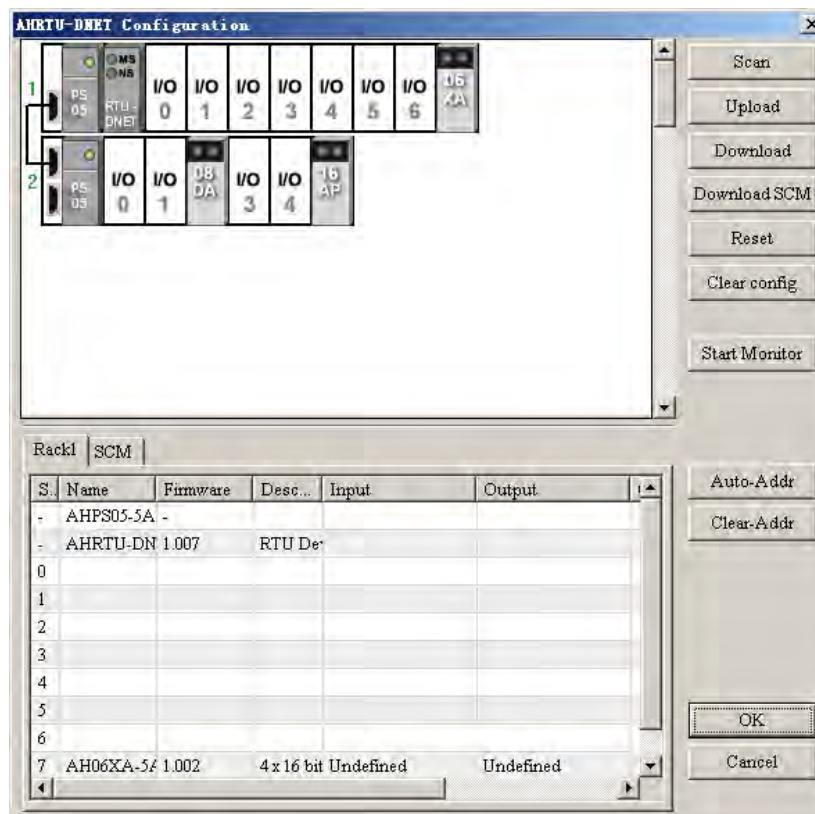 AHRTU-DNET Configuration
1
PS 05
MS
NS
RTU-DNET
I/O 0
I/O 1
I/O 2
I/O 3
I/O 4
I/O 5
I/O 6
06 XA
2
PS 05
I/O 0
I/O 1
08 DA
I/O 3
I/O 4
16 AP
Scan
Upload
Download
Download SCM
Reset
Clear config
Start Monitor
Rack1 SCM
S.. Name Firmware Desc... Input Output
- AHPS05-5A -
- AHRTU-DN 1.007 RTU De
0
1
2
3
4
5
6
7 AH06XA-5A 1.002 4 x 16 bit Undefined Undefined
Auto-Addr
Clear-Addr
OK
Cancel